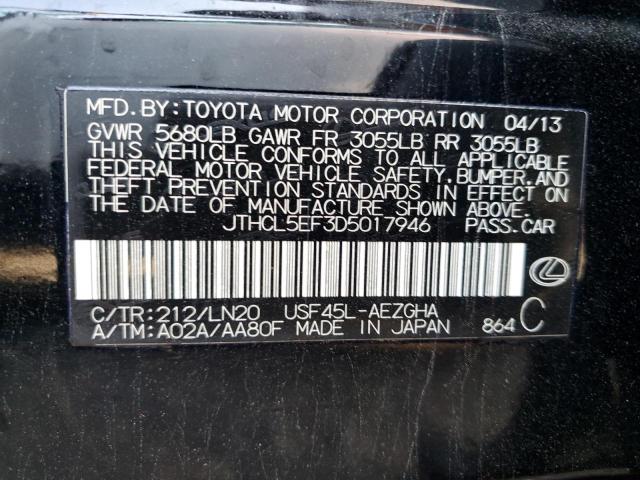 MFD.BY:TOYOTA MOTOR CORPORATION 04/13
GVWR 5680LB GAWR FR 3055LB RR 3055LB
THIS VEHICLE CONFORMS TO ALL APPLICABLE
FEDERAL MOTOR VEHICLE SAFETY,BUMPER,AND
THEFT PREVENTION STANDARDS IN EFFECT ON
THE DATE OF MANUFACTURE SHOWN ABOVE.
JTHCL5EF3D5017946 PASS.CAR
C/TR:212/LN20 USF45L-AEZGHA
A/TM:A02A/AA80F MADE IN JAPAN 864 C